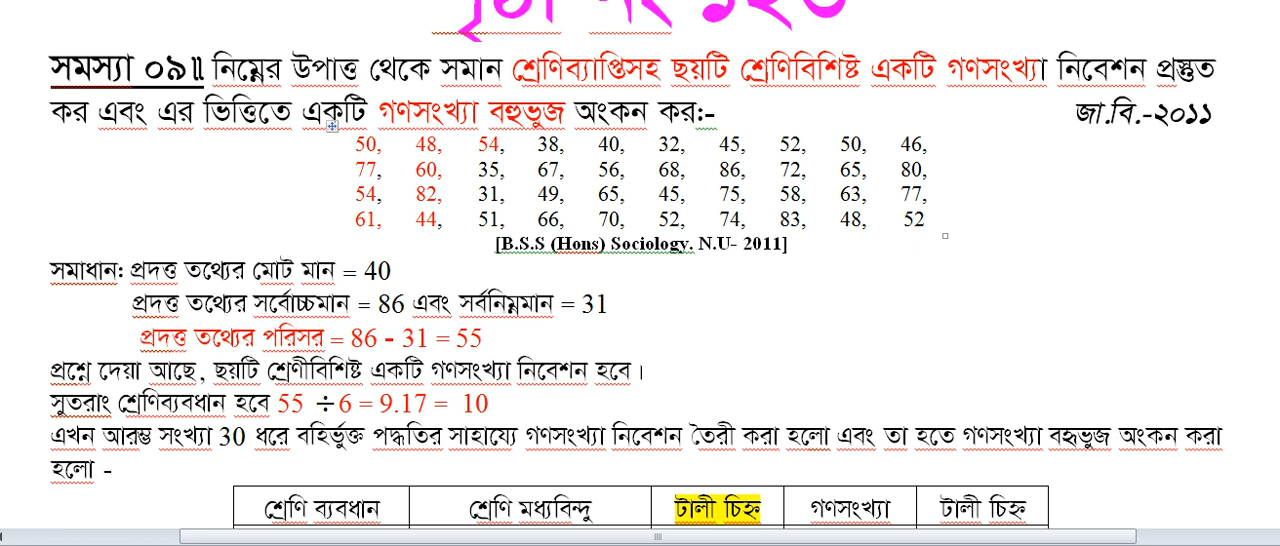 সমস্যা ০৯॥ নিম্নের উপাত্ত থেকে সমান শ্রেণিব্যাপ্তিসহ ছয়টি শ্রেণিবিশিষ্ট একটি গণসংখ্যা নিবেশন প্রস্তুত
কর এবং এর ভিত্তিতে একটি গণসংখ্যা বহুভুজ অংকন কর:- জা.বি.-২০১১
50, 48, 54, 38, 40, 32, 45, 52, 50, 46,
77, 60, 35, 67, 56, 68, 86, 72, 65, 80,
54, 82, 31, 49, 65, 45, 75, 58, 63, 77,
61, 44, 51, 66, 70, 52, 74, 83, 48, 52
[B.S.S (Hons) Sociology. N.U- 2011]
সমাধান: প্রদত্ত তথ্যের মোট মান = 40
প্রদত্ত তথ্যের সর্বোচ্চমান = 86 এবং সর্বনিম্নমান = 31
প্রদত্ত তথ্যের পরিসর = 86 - 31 = 55
প্রশ্নে দেয়া আছে, ছয়টি শ্রেণীবিশিষ্ট একটি গণসংখ্যা নিবেশন হবে।
সুতরাং শ্রেণিব্যবধান হবে 55 ÷ 6 = 9.17 = 10
এখন আরম্ভ সংখ্যা 30 ধরে বহির্ভুক্ত পদ্ধতির সাহায্যে গণসংখ্যা নিবেশন তৈরী করা হলো এবং তা হতে গণসংখ্যা বহুভুজ অংকন করা
হলো -
শ্রেণি ব্যবধান শ্রেণি মধ্যবিন্দু টালী চিহ্ন গণসংখ্যা টালী চিহ্ন